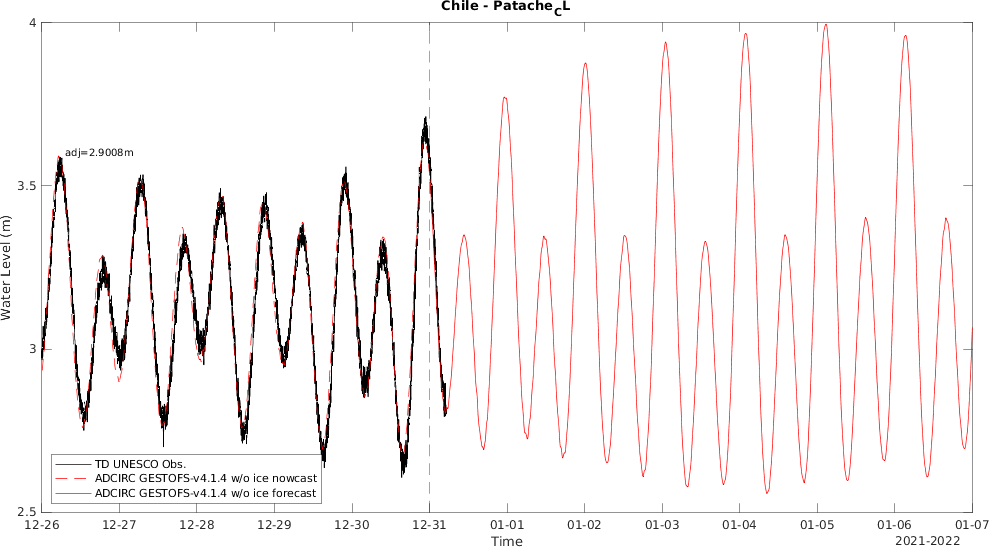 Chile - Patache_CL
4
3.5
3
2.5
Water Level (m)
adj=2.9008m
TD UNESCO Obs.
ADCIRC GESTOFS-v4.1.4 w/o ice nowcast
ADCIRC GESTOFS-v4.1.4 w/o ice forecast
12-26 12-27 12-28 12-29 12-30 12-31 01-01 01-02 01-03 01-04 01-05 01-06 01-07
Time
2021-2022